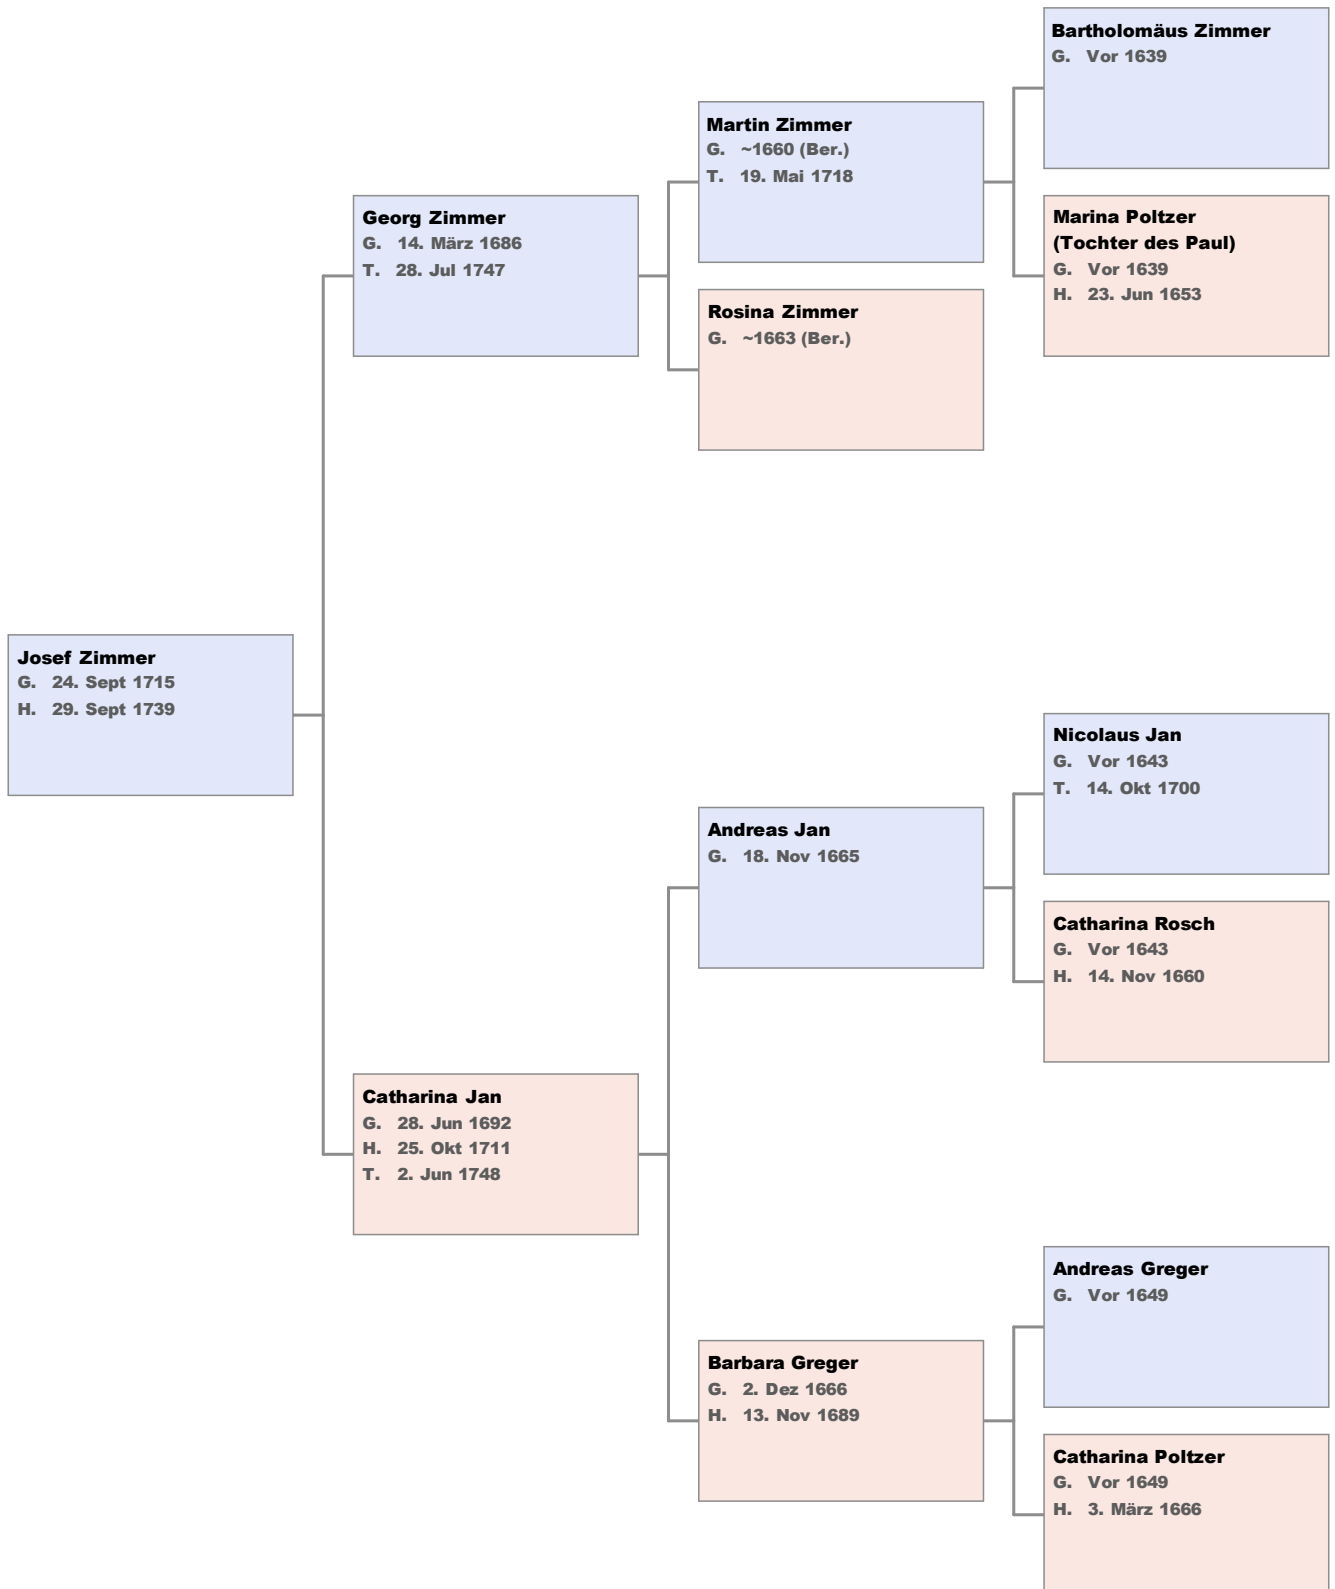 Bartholomäus Zimmer
G. Vor 1639
Martin Zimmer
G. ~1660 (Ber.)
T. 19. Mai 1718
Georg Zimmer
G. 14. März 1686
T. 28. Jul 1747
Marina Poltzer
(Tochter des Paul)
G. Vor 1639
H. 23. Jun 1653
Rosina Zimmer
G. ~1663 (Ber.)
Josef Zimmer
G. 24. Sept 1715
H. 29. Sept 1739
Nicolaus Jan
G. Vor 1643
T. 14. Okt 1700
Andreas Jan
G. 18. Nov 1665
Catharina Rosch
G. Vor 1643
H. 14. Nov 1660
Catharina Jan
G. 28. Jun 1692
H. 25. Okt 1711
T. 2. Jun 1748
Andreas Greger
G. Vor 1649
Barbara Greger
G. 2. Dez 1666
H. 13. Nov 1689
Catharina Poltzer
G. Vor 1649
H. 3. März 1666